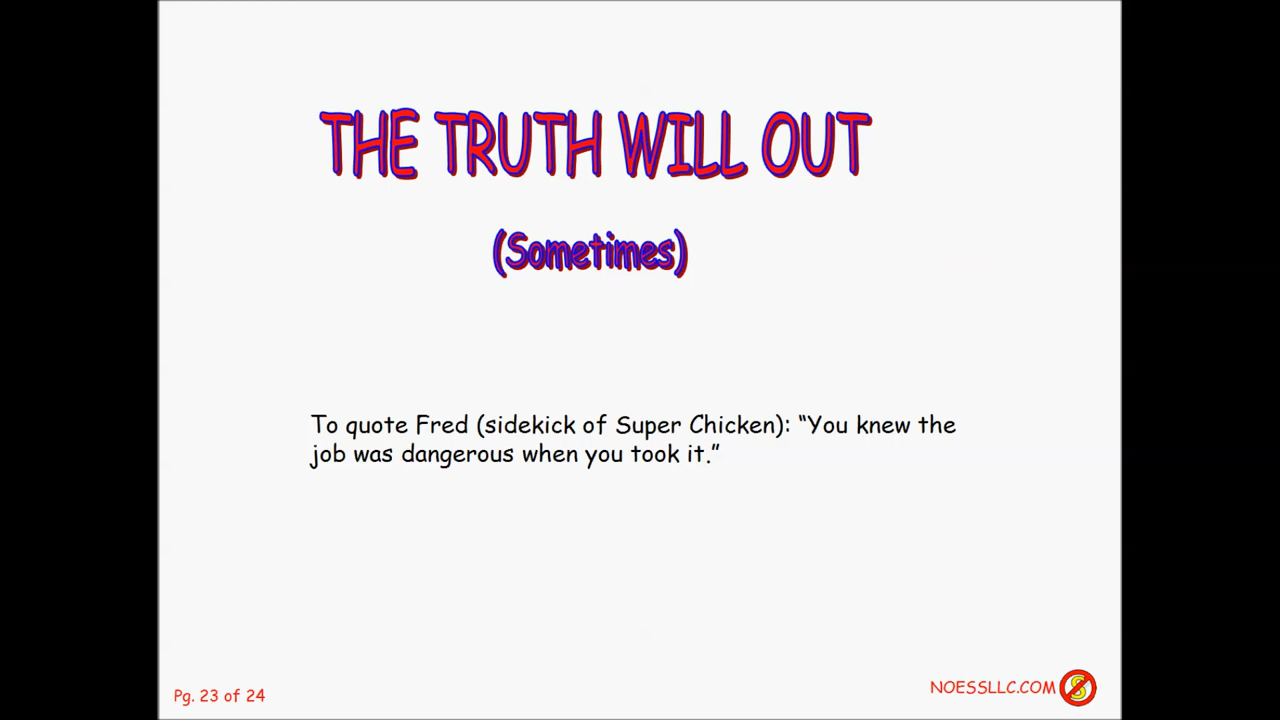 THE TRUTH WILL OUT
(Sometimes)
To quote Fred (sidekick of Super Chicken): “You knew the
job was dangerous when you took it.”
Pg. 23 of 24
NOESSLLC.COM S